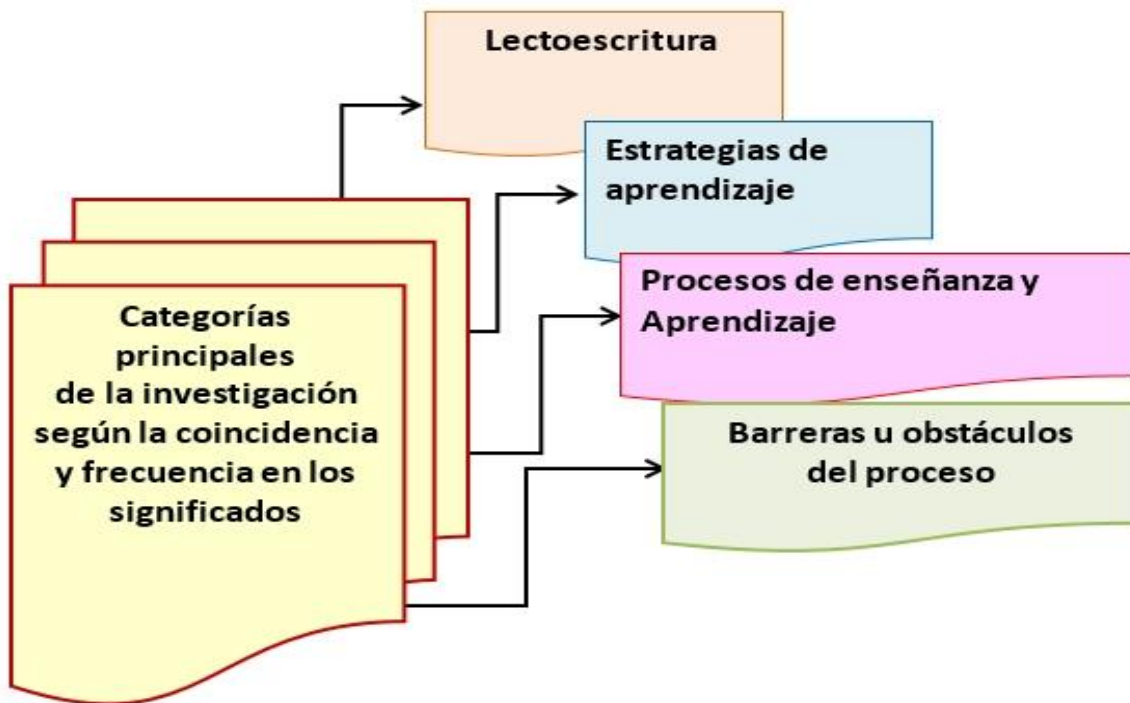 Lectoescritura
Estrategias de
aprendizaje
Procesos de enseñanza y
Aprendizaje
Barreras u obstáculos
del proceso
Categorías
principales
de la investigación
según la coincidencia
y frecuencia en los
significados